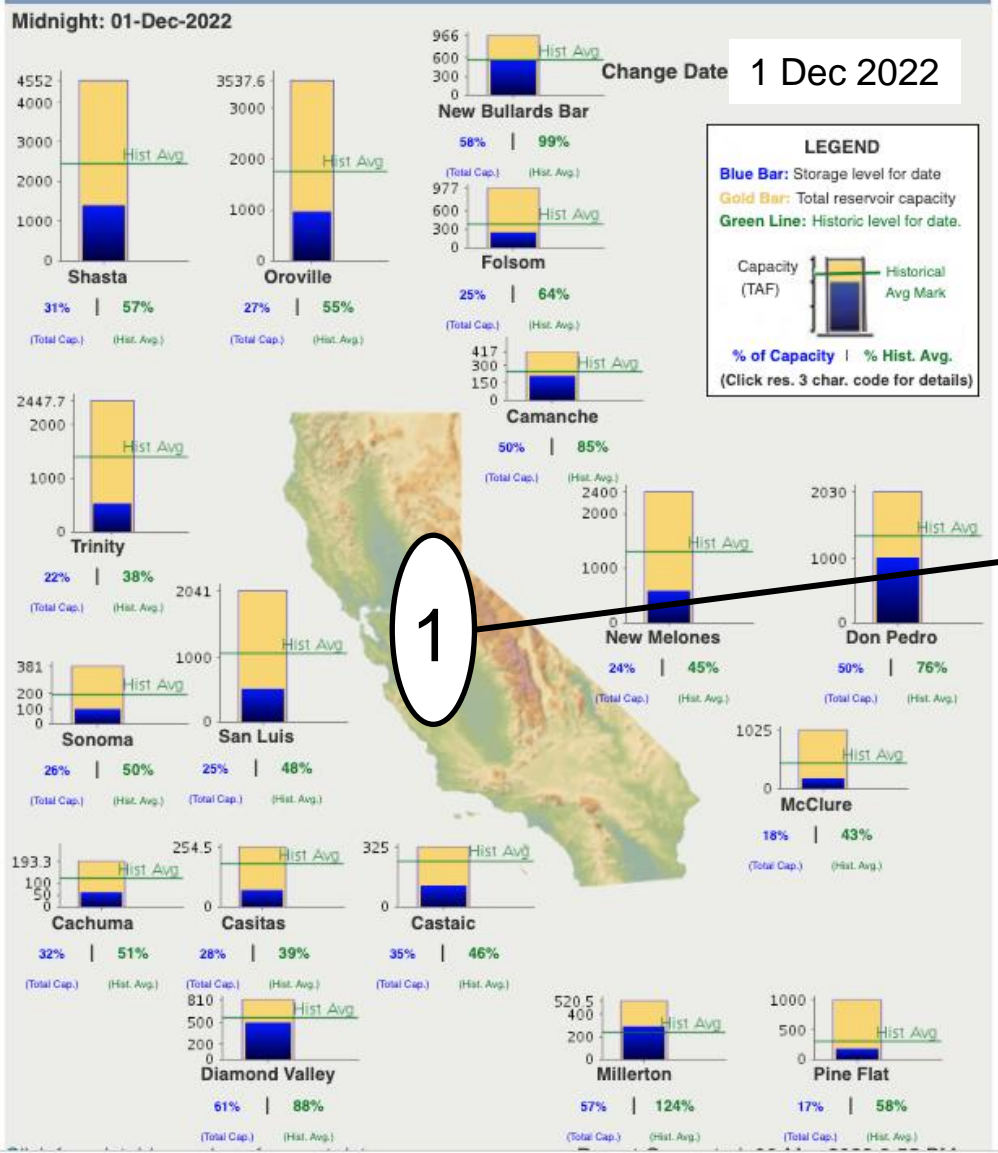 Midnight: 01-Dec-2022
Change Date
1 Dec 2022
966
600
300
0
Hist Avg
New Bullards Bar
58% | 99%
(Total Cap.) (Hist. Avg.)
4552
4000
3000
2000
1000
0
Hist Avg
Shasta
31% | 57%
(Total Cap.) (Hist. Avg.)
3537.6
3000
2000
1000
0
Hist Avg
Oroville
27% | 55%
(Total Cap.) (Hist. Avg.)
977
600
300
0
Hist Avg
Folsom
25% | 64%
(Total Cap.) (Hist. Avg.)
LEGEND
Blue Bar: Storage level for date
Gold Bar: Total reservoir capacity
Green Line: Historic level for date.
Capacity
(TAF)
Historical
Avg Mark
% of Capacity | % Hist. Avg.
(Click res. 3 char. code for details)
417
300
150
0
Hist Avg
Camanche
50% | 85%
(Total Cap.) (Hist. Avg.)
2447.7
2000
1000
0
Hist Avg
Trinity
22% | 38%
(Total Cap.) (Hist. Avg.)
1
2400
2000
1000
0
Hist Avg
New Melones
24% | 45%
(Total Cap.) (Hist. Avg.)
2030
1000
0
Hist Avg
Don Pedro
50% | 76%
(Total Cap.) (Hist. Avg.)
381
200
100
0
Hist Avg
Sonoma
26% | 50%
(Total Cap.) (Hist. Avg.)
2041
1000
0
Hist Avg
San Luis
25% | 48%
(Total Cap.) (Hist. Avg.)
1025
0
Hist Avg
McClure
18% | 43%
(Total Cap.) (Hist. Avg.)
193.3
100
50
0
Hist Avg
Cachuma
32% | 51%
(Total Cap.) (Hist. Avg.)
254.5
0
Hist Avg
Casitas
28% | 39%
(Total Cap.) (Hist. Avg.)
325
0
Hist Avg
Castaic
35% | 46%
(Total Cap.) (Hist. Avg.)
810
500
200
0
Hist Avg
Diamond Valley
61% | 88%
(Total Cap.) (Hist. Avg.)
520.5
400
200
0
Hist Avg
Millerton
57% | 124%
(Total Cap.) (Hist. Avg.)
1000
500
0
Hist Avg
Pine Flat
17% | 58%
(Total Cap.) (Hist. Avg.)